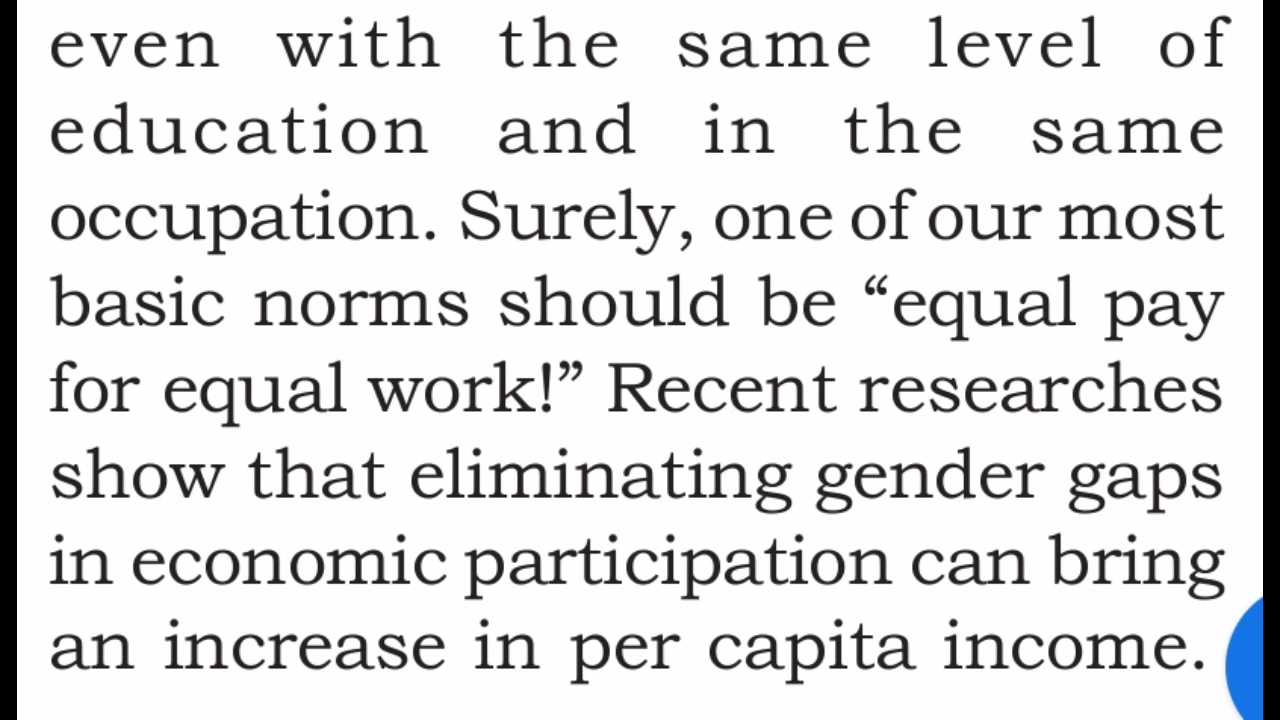 even with the same level of
education and in the same
occupation. Surely, one of our most
basic norms should be “equal pay
for equal work!” Recent researches
show that eliminating gender gaps
in economic participation can bring
an increase in per capita income.